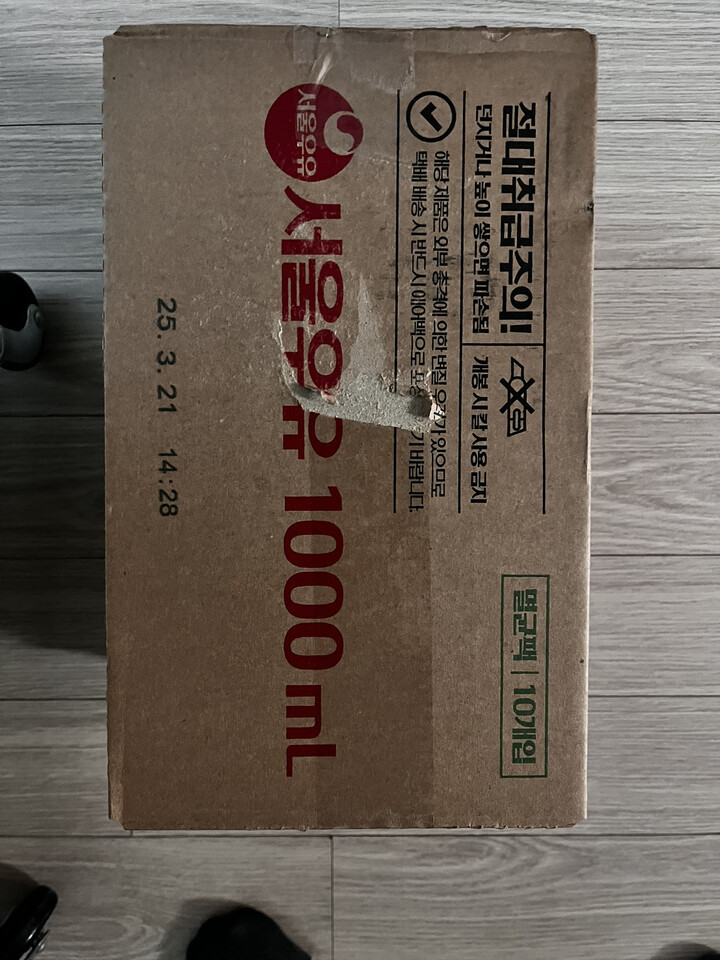 절대취급주의!
던지거나 높이 쌓으면 파손됨
개봉 시 칼 사용 금지
해당 제품은 외부 충격에 의한 변질 우려가 있으므로
택배 배송 시 반드시 에어백으로 바랍니다.
멸균팩 | 10개입
서울우유
서울우유 1000 mL
25. 3. 21 14:28